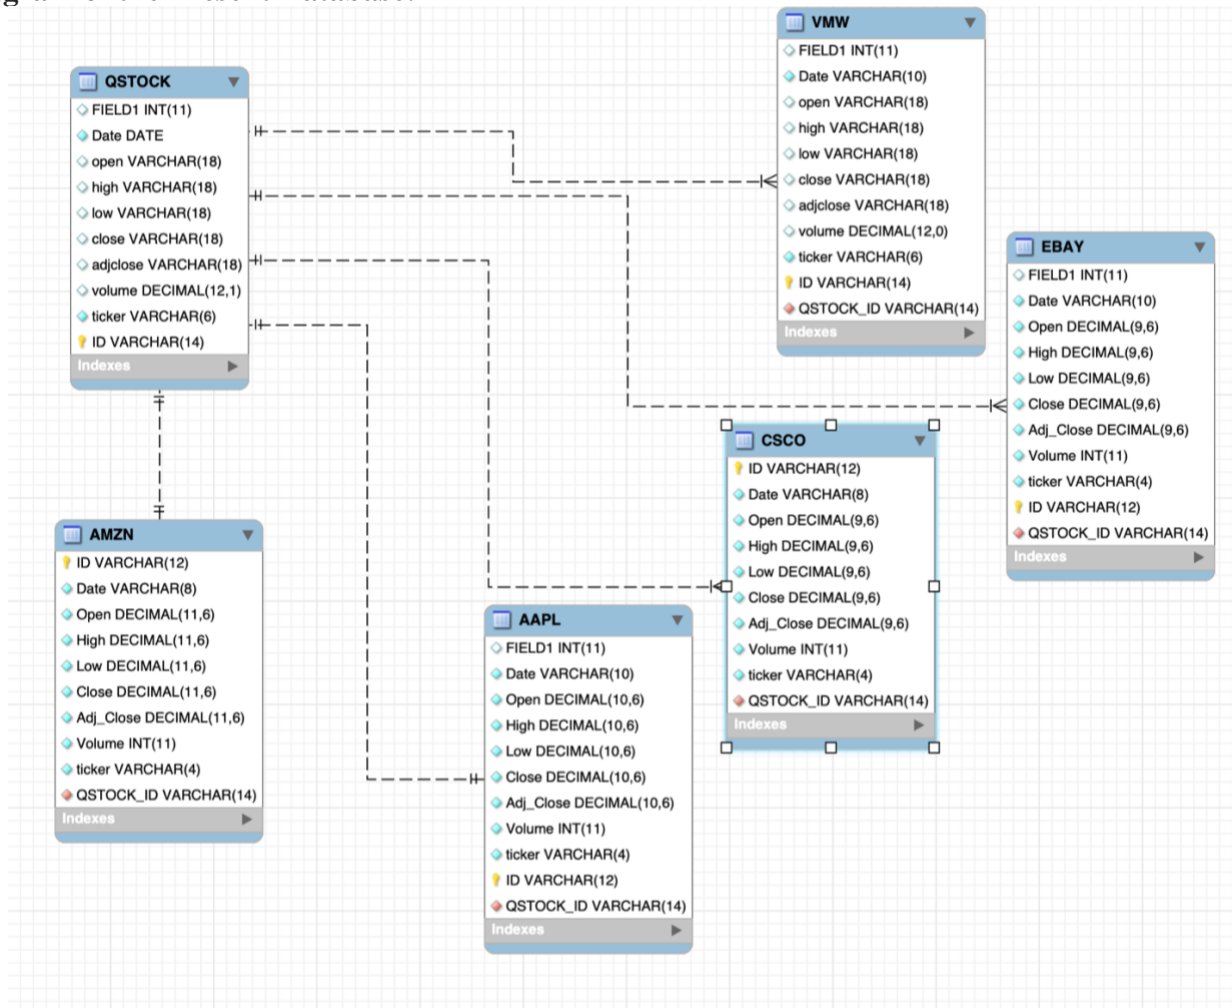 QSTOCK
FIELD1 INT(11)
Date DATE
open VARCHAR(18)
high VARCHAR(18)
low VARCHAR(18)
close VARCHAR(18)
adjclose VARCHAR(18)
volume DECIMAL(12,1)
ticker VARCHAR(6)
ID VARCHAR(14)
Indexes
VMW
FIELD1 INT(11)
Date VARCHAR(10)
open VARCHAR(18)
high VARCHAR(18)
low VARCHAR(18)
close VARCHAR(18)
adjclose VARCHAR(18)
volume DECIMAL(12,0)
ticker VARCHAR(6)
ID VARCHAR(14)
QSTOCK_ID VARCHAR(14)
Indexes
EBAY
FIELD1 INT(11)
Date VARCHAR(10)
Open DECIMAL(9,6)
High DECIMAL(9,6)
Low DECIMAL(9,6)
Close DECIMAL(9,6)
Adj_Close DECIMAL(9,6)
Volume INT(11)
ticker VARCHAR(4)
ID VARCHAR(12)
QSTOCK_ID VARCHAR(14)
Indexes
CSCO
ID VARCHAR(12)
Date VARCHAR(8)
Open DECIMAL(9,6)
High DECIMAL(9,6)
Low DECIMAL(9,6)
Close DECIMAL(9,6)
Adj_Close DECIMAL(9,6)
Volume INT(11)
ticker VARCHAR(4)
QSTOCK_ID VARCHAR(14)
Indexes
AMZN
ID VARCHAR(12)
Date VARCHAR(8)
Open DECIMAL(11,6)
High DECIMAL(11,6)
Low DECIMAL(11,6)
Close DECIMAL(11,6)
Adj_Close DECIMAL(11,6)
Volume INT(11)
ticker VARCHAR(4)
QSTOCK_ID VARCHAR(14)
Indexes
AAPL
FIELD1 INT(11)
Date VARCHAR(10)
Open DECIMAL(10,6)
High DECIMAL(10,6)
Low DECIMAL(10,6)
Close DECIMAL(10,6)
Adj_Close DECIMAL(10,6)
Volume INT(11)
ticker VARCHAR(4)
ID VARCHAR(12)
QSTOCK_ID VARCHAR(14)
Indexes